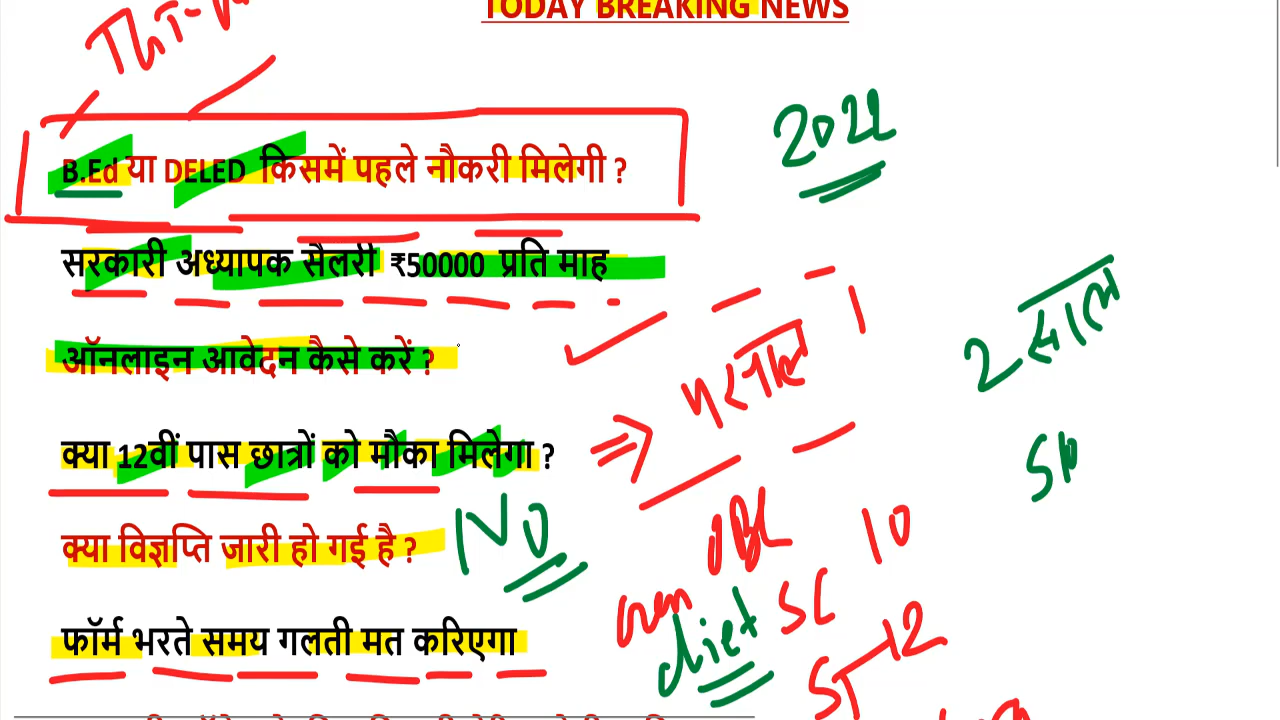 TODAY BREAKING NEWS
2022
B.Ed या DELED किसमें पहले नौकरी मिलेगी ?
सरकारी अध्यापक सैलरी ₹50000 प्रति माह
2 साल
ऑनलाइन आवेदन कैसे करें ?
क्या 12वीं पास छात्रों को मौका मिलेगा ?
क्या विज्ञप्ति जारी हो गई है ?
NO
OBC
10
SC
diet
फॉर्म भरते समय गलती मत करिएगा
12
ST